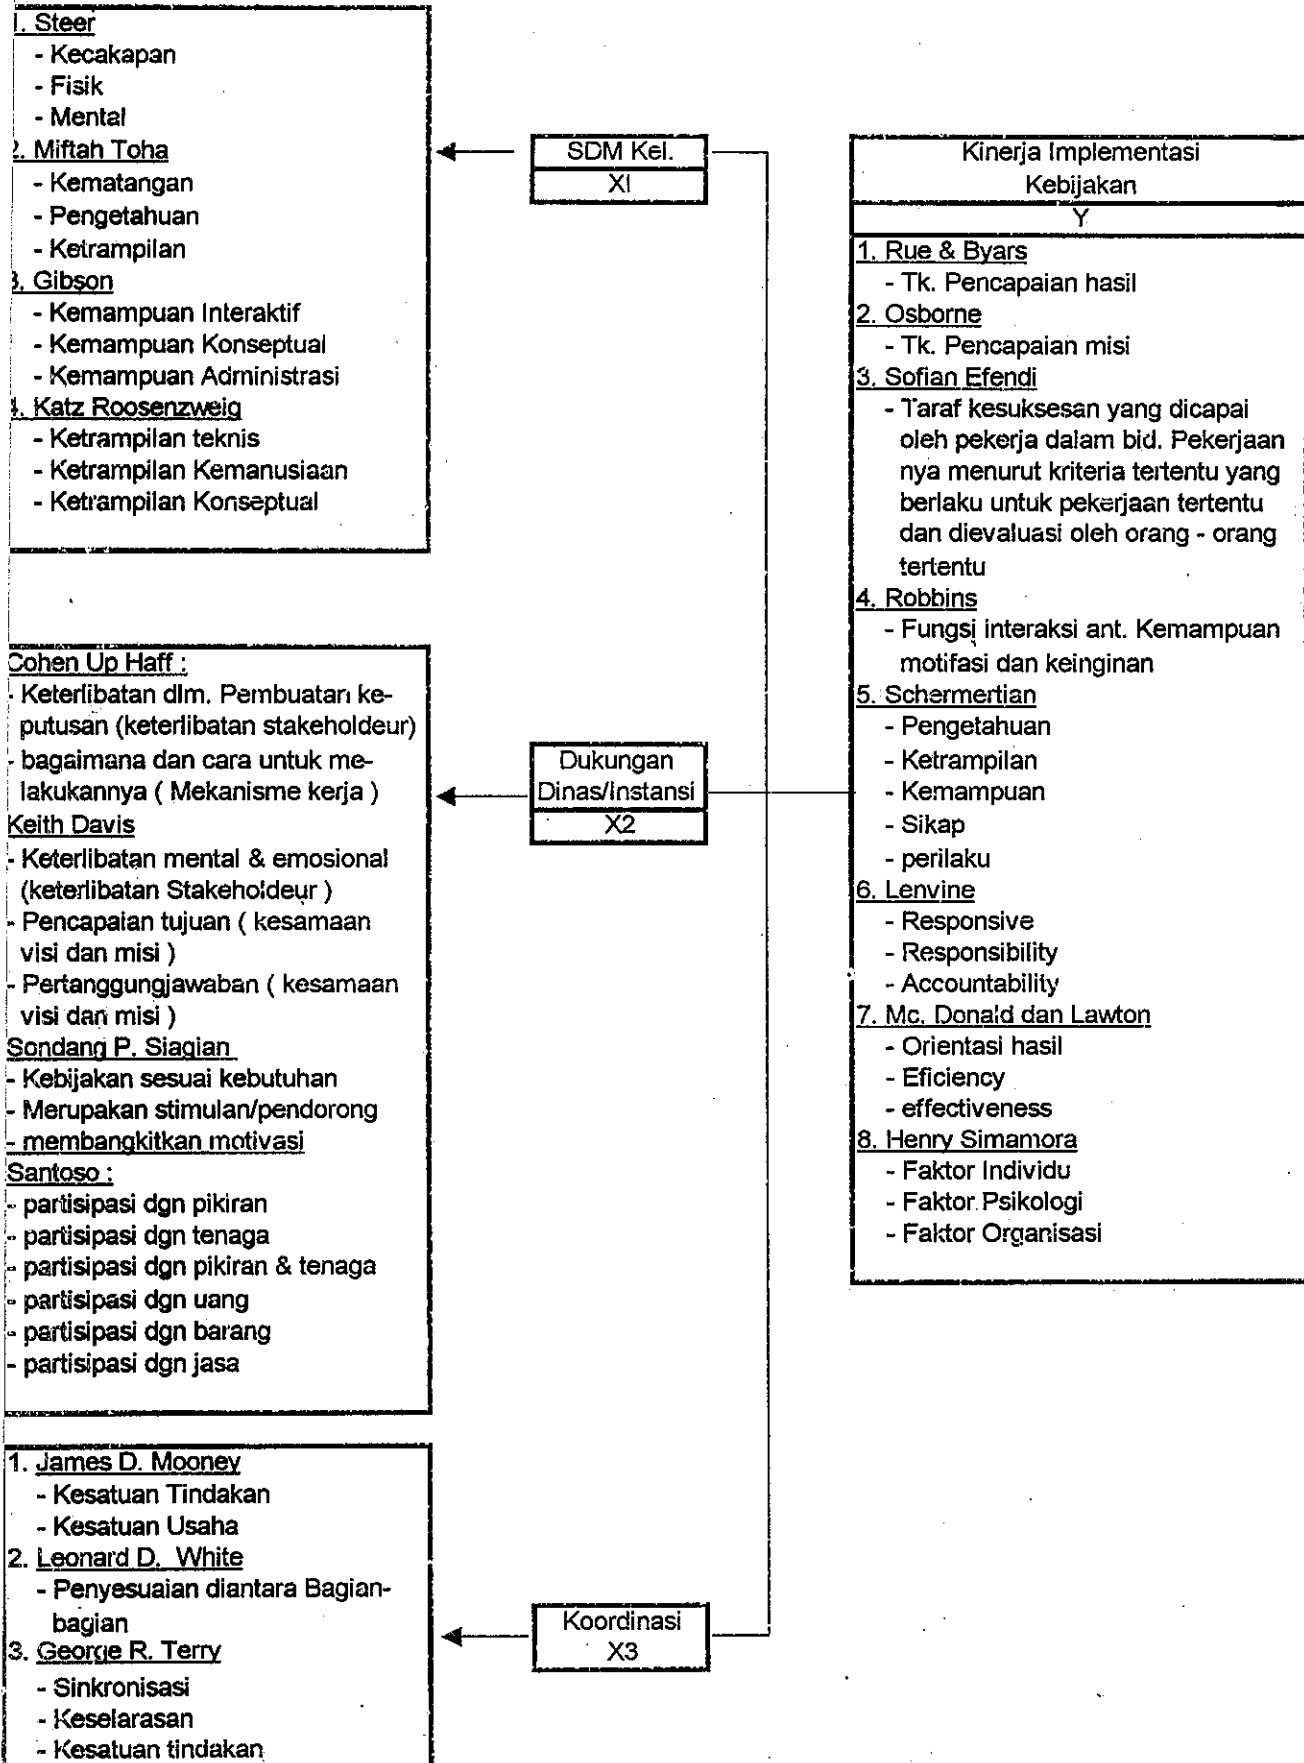 1. Steer
- Kecakapan
- Fisik
- Mental
2. Miftah Toha
- Kematangan
- Pengetahuan
- Ketrampilan
3. Gibson
- Kemampuan Interaktif
- Kemampuan Konseptual
- Kemampuan Administrasi
4. Katz Roosenzweig
- Ketrampilan teknis
- Ketrampilan Kemanusiaan
- Ketrampilan Konseptual
Cohen Up Haff :
- Keterlibatan dlm. Pembuatan ke-
putusan (keterlibatan stakeholdeur)
- bagaimana dan cara untuk me-
lakukannya ( Mekanisme kerja )
Keith Davis
- Keterlibatan mental & emosional
(keterlibatan Stakeholdeur )
- Pencapaian tujuan ( kesamaan
visi dan misi )
- Pertanggungjawaban ( kesamaan
visi dan misi )
Sondang P. Siagian
- Kebijakan sesuai kebutuhan
- Merupakan stimulan/pendorong
- membangkitkan motivasi
Santoso :
- partisipasi dgn pikiran
- partisipasi dgn tenaga
- partisipasi dgn pikiran & tenaga
- partisipasi dgn uang
- partisipasi dgn barang
- partisipasi dgn jasa
1. James D. Mooney
- Kesatuan Tindakan
- Kesatuan Usaha
2. Leonard D. White
- Penyesuaian diantara Bagian-
bagian
3. George R. Terry
- Sinkronisasi
- Keselarasan
- Kesatuan tindakan
SDM Kel.
XI
Dukungan
Dinas/Instansi
X2
Koordinasi
X3
Kinerja Implementasi
Kebijakan
Y
1. Rue & Byars
- Tk. Pencapaian hasil
2. Osborne
- Tk. Pencapaian misi
3. Sofian Efendi
- Taraf kesuksesan yang dicapai
oleh pekerja dalam bid. Pekerjaan
nya menurut kriteria tertentu yang
berlaku untuk pekerjaan tertentu
dan dievaluasi oleh orang - orang
tertentu
4. Robbins
- Fungsi interaksi ant. Kemampuan
motifasi dan keinginan
5. Schermertian
- Pengetahuan
- Ketrampilan
- Kemampuan
- Sikap
- perilaku
6. Lenvine
- Responsive
- Responsibility
- Accountability
7. Mc. Donald dan Lawton
- Orientasi hasil
- Eficiency
- effectiveness
8. Henry Simamora
- Faktor Individu
- Faktor Psikologi
- Faktor Organisasi